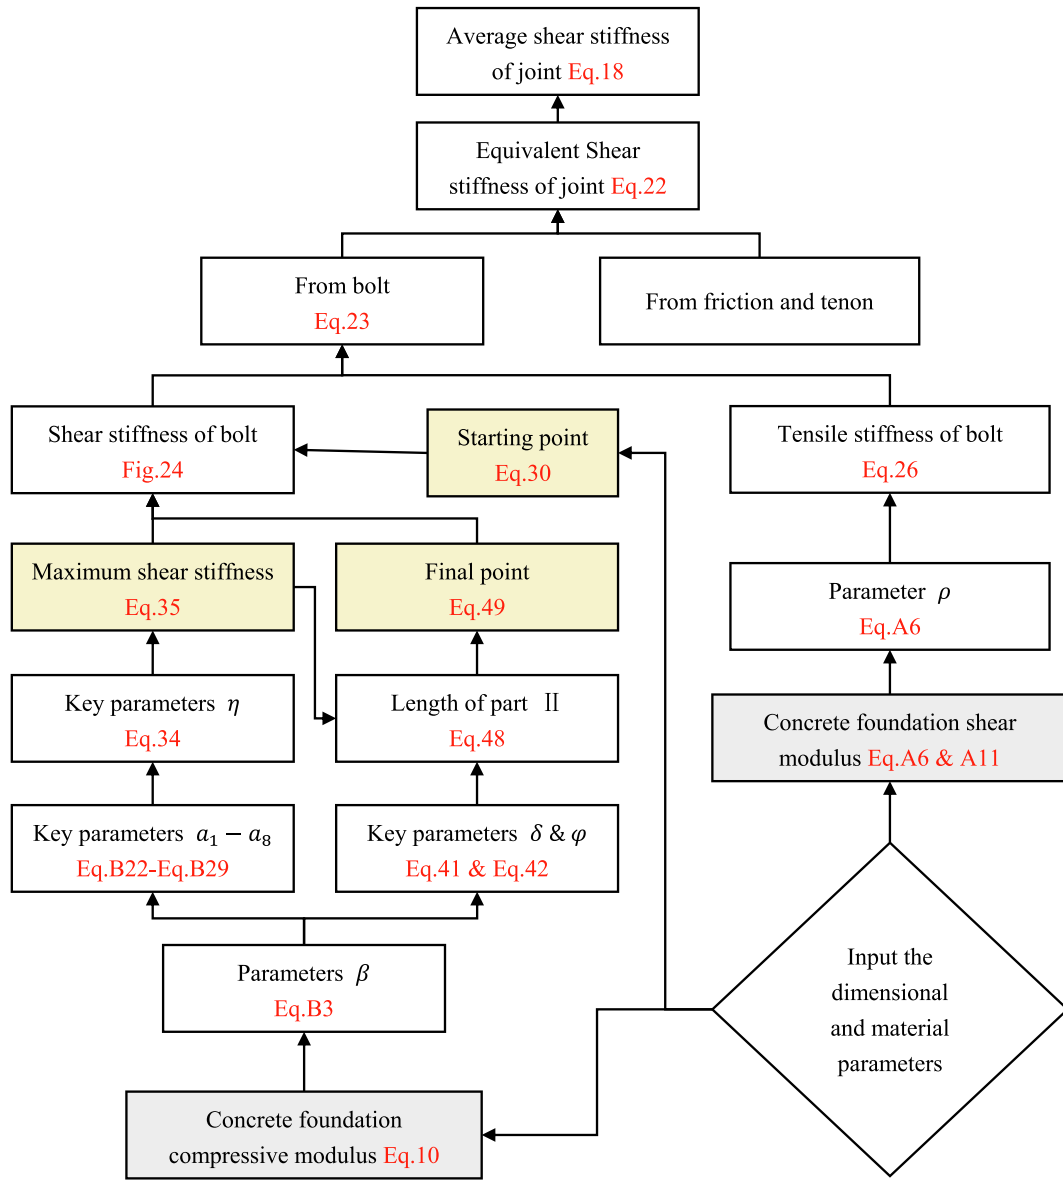 Average shear stiffness
of joint Eq.18
Equivalent Shear
stiffness of joint Eq.22
From bolt
Eq.23
From friction and tenon
Shear stiffness of bolt
Fig.24
Starting point
Eq.30
Tensile stiffness of bolt
Eq.26
Maximum shear stiffness
Eq.35
Final point
Eq.49
Parameter ρ
Eq.A6
Key parameters η
Eq.34
Length of part Ⅱ
Eq.48
Concrete foundation shear
modulus Eq.A6 & A11
Key parameters a₁ − a₈
Eq.B22-Eq.B29
Key parameters δ & φ
Eq.41 & Eq.42
Parameters β
Eq.B3
Input the
dimensional
and material
parameters
Concrete foundation
compressive modulus Eq.10